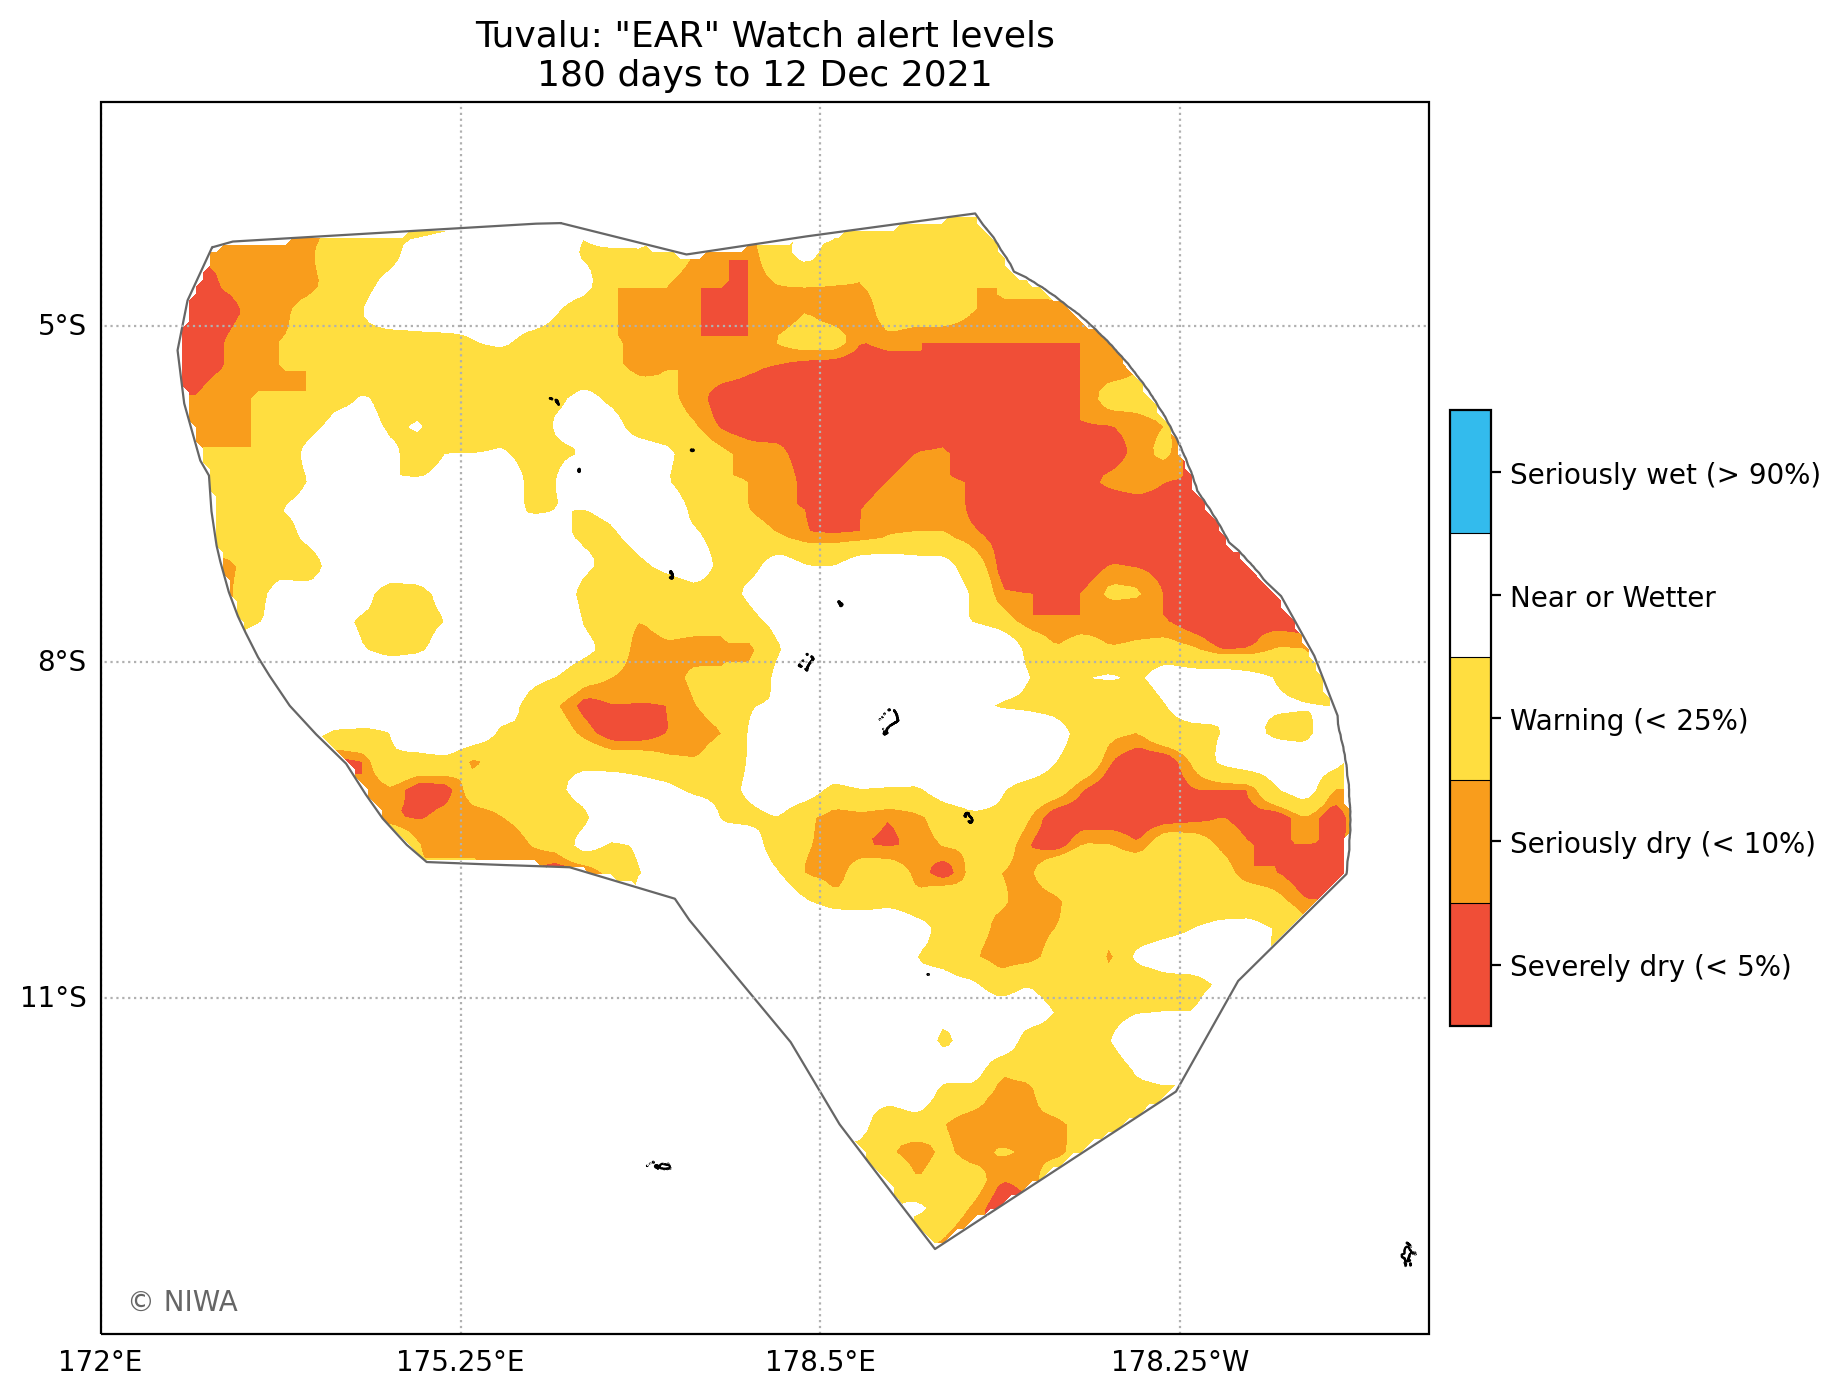 Tuvalu: "EAR" Watch alert levels
180 days to 12 Dec 2021
5°S
8°S
11°S
172°E
175.25°E
178.5°E
178.25°W
Seriously wet (> 90%)
Near or Wetter
Warning (< 25%)
Seriously dry (< 10%)
Severely dry (< 5%)
© NIWA